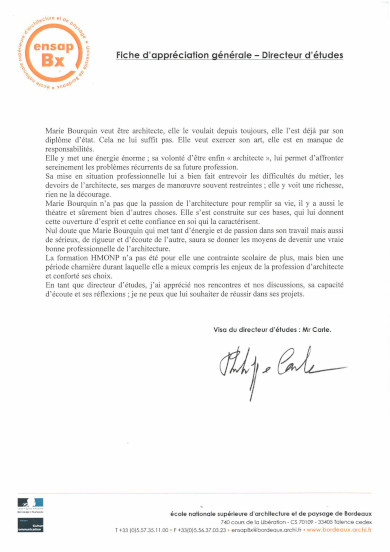 école nationale supérieure d'architecture et de paysage de Bordeaux
ensap
Bx
Fiche d'appréciation générale – Directeur d'études
Marie Bourquin veut être architecte, elle le voulait depuis toujours, elle l'est déjà par son
diplôme d'état. Cela ne lui suffit pas. Elle veut exercer son art, elle est en manque de
responsabilités.
Elle y met une énergie énorme ; sa volonté d'être enfin « architecte », lui permet d'affronter
sereinement les problèmes récurrents de sa future profession.
Sa mise en situation professionnelle lui a bien fait entrevoir les difficultés du métier, les
devoirs de l'architecte, ses marges de manœuvre souvent restreintes ; elle y voit une richesse,
rien ne la décourage.
Marie Bourquin n'a pas que la passion de l'architecture pour remplir sa vie, il y a aussi le
théatre et sûrement bien d'autres choses. Elle s'est construite sur ces bases, qui lui donnent
cette ouverture d'esprit et cette confiance en soi qui la caractérisent.
Nul doute que Marie Bourquin qui met tant d'énergie et de passion dans son travail mais aussi
de sérieux, de rigueur et d'écoute de l'autre, saura se donner les moyens de devenir une vraie
bonne professionnelle de l'architecture.
La formation HMONP n'a pas été pour elle une contrainte scolaire de plus, mais bien une
période charnière durant laquelle elle a mieux compris les enjeux de la profession d'architecte
et conforté ses choix.
En tant que directeur d'études, j'ai apprécié nos rencontres et nos discussions, sa capacité
d'écoute et ses réflexions ; je ne peux que lui souhaiter de réussir dans ses projets.
Visa du directeur d'études : Mr Carle.
Philippe Carle
école nationale supérieure d'architecture et de paysage de Bordeaux
740 cours de la Libération - CS 70109 - 33405 Talence cedex
T +33 (0)5.57.35.11.00 - F +33(0)5.56.37.03.23 - ensapBx@bordeaux.archi.fr - www.bordeaux.archi.fr